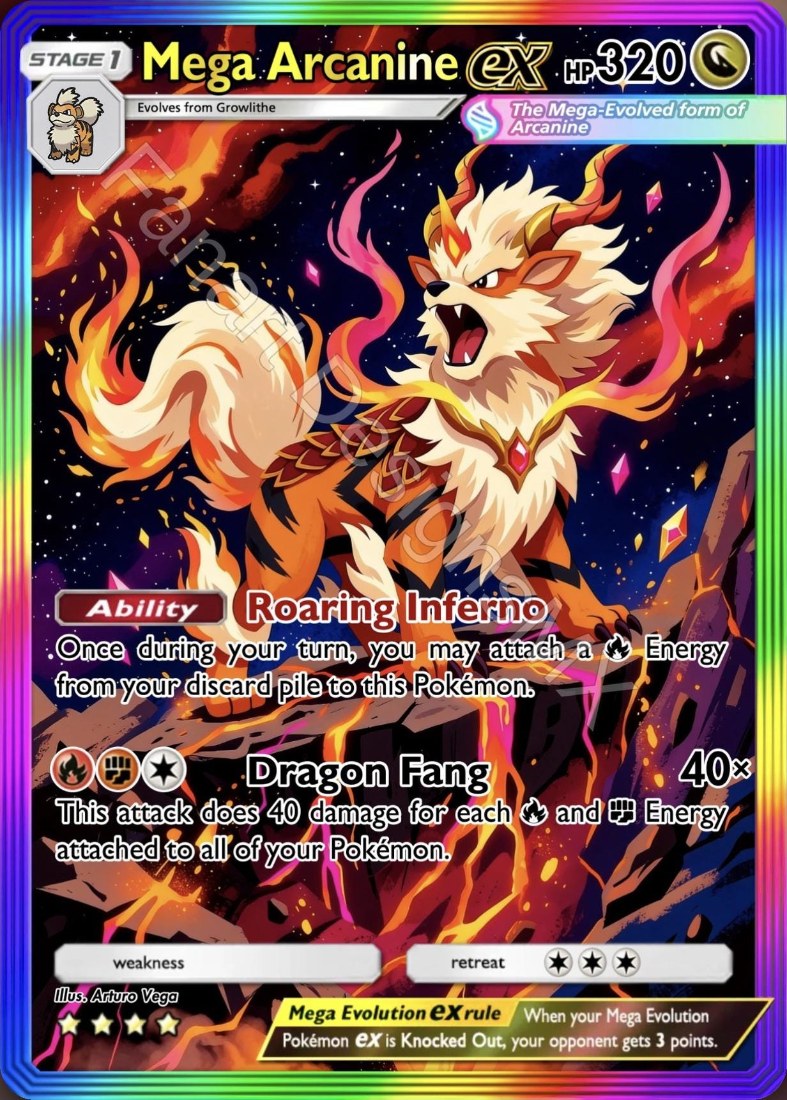 STAGE 1
Mega Arcanine ex HP 320
Evolves from Growlithe
The Mega-Evolved form of
Arcanine
Ability Roaring Inferno
Once during your turn, you may attach a Energy
from your discard pile to this Pokémon.
Dragon Fang 40×
This attack does 40 damage for each and Energy
attached to all of your Pokémon.
weakness
retreat
Illus. Arturo Vega
Mega Evolution ex rule When your Mega Evolution
Pokémon ex is Knocked Out, your opponent gets 3 points.